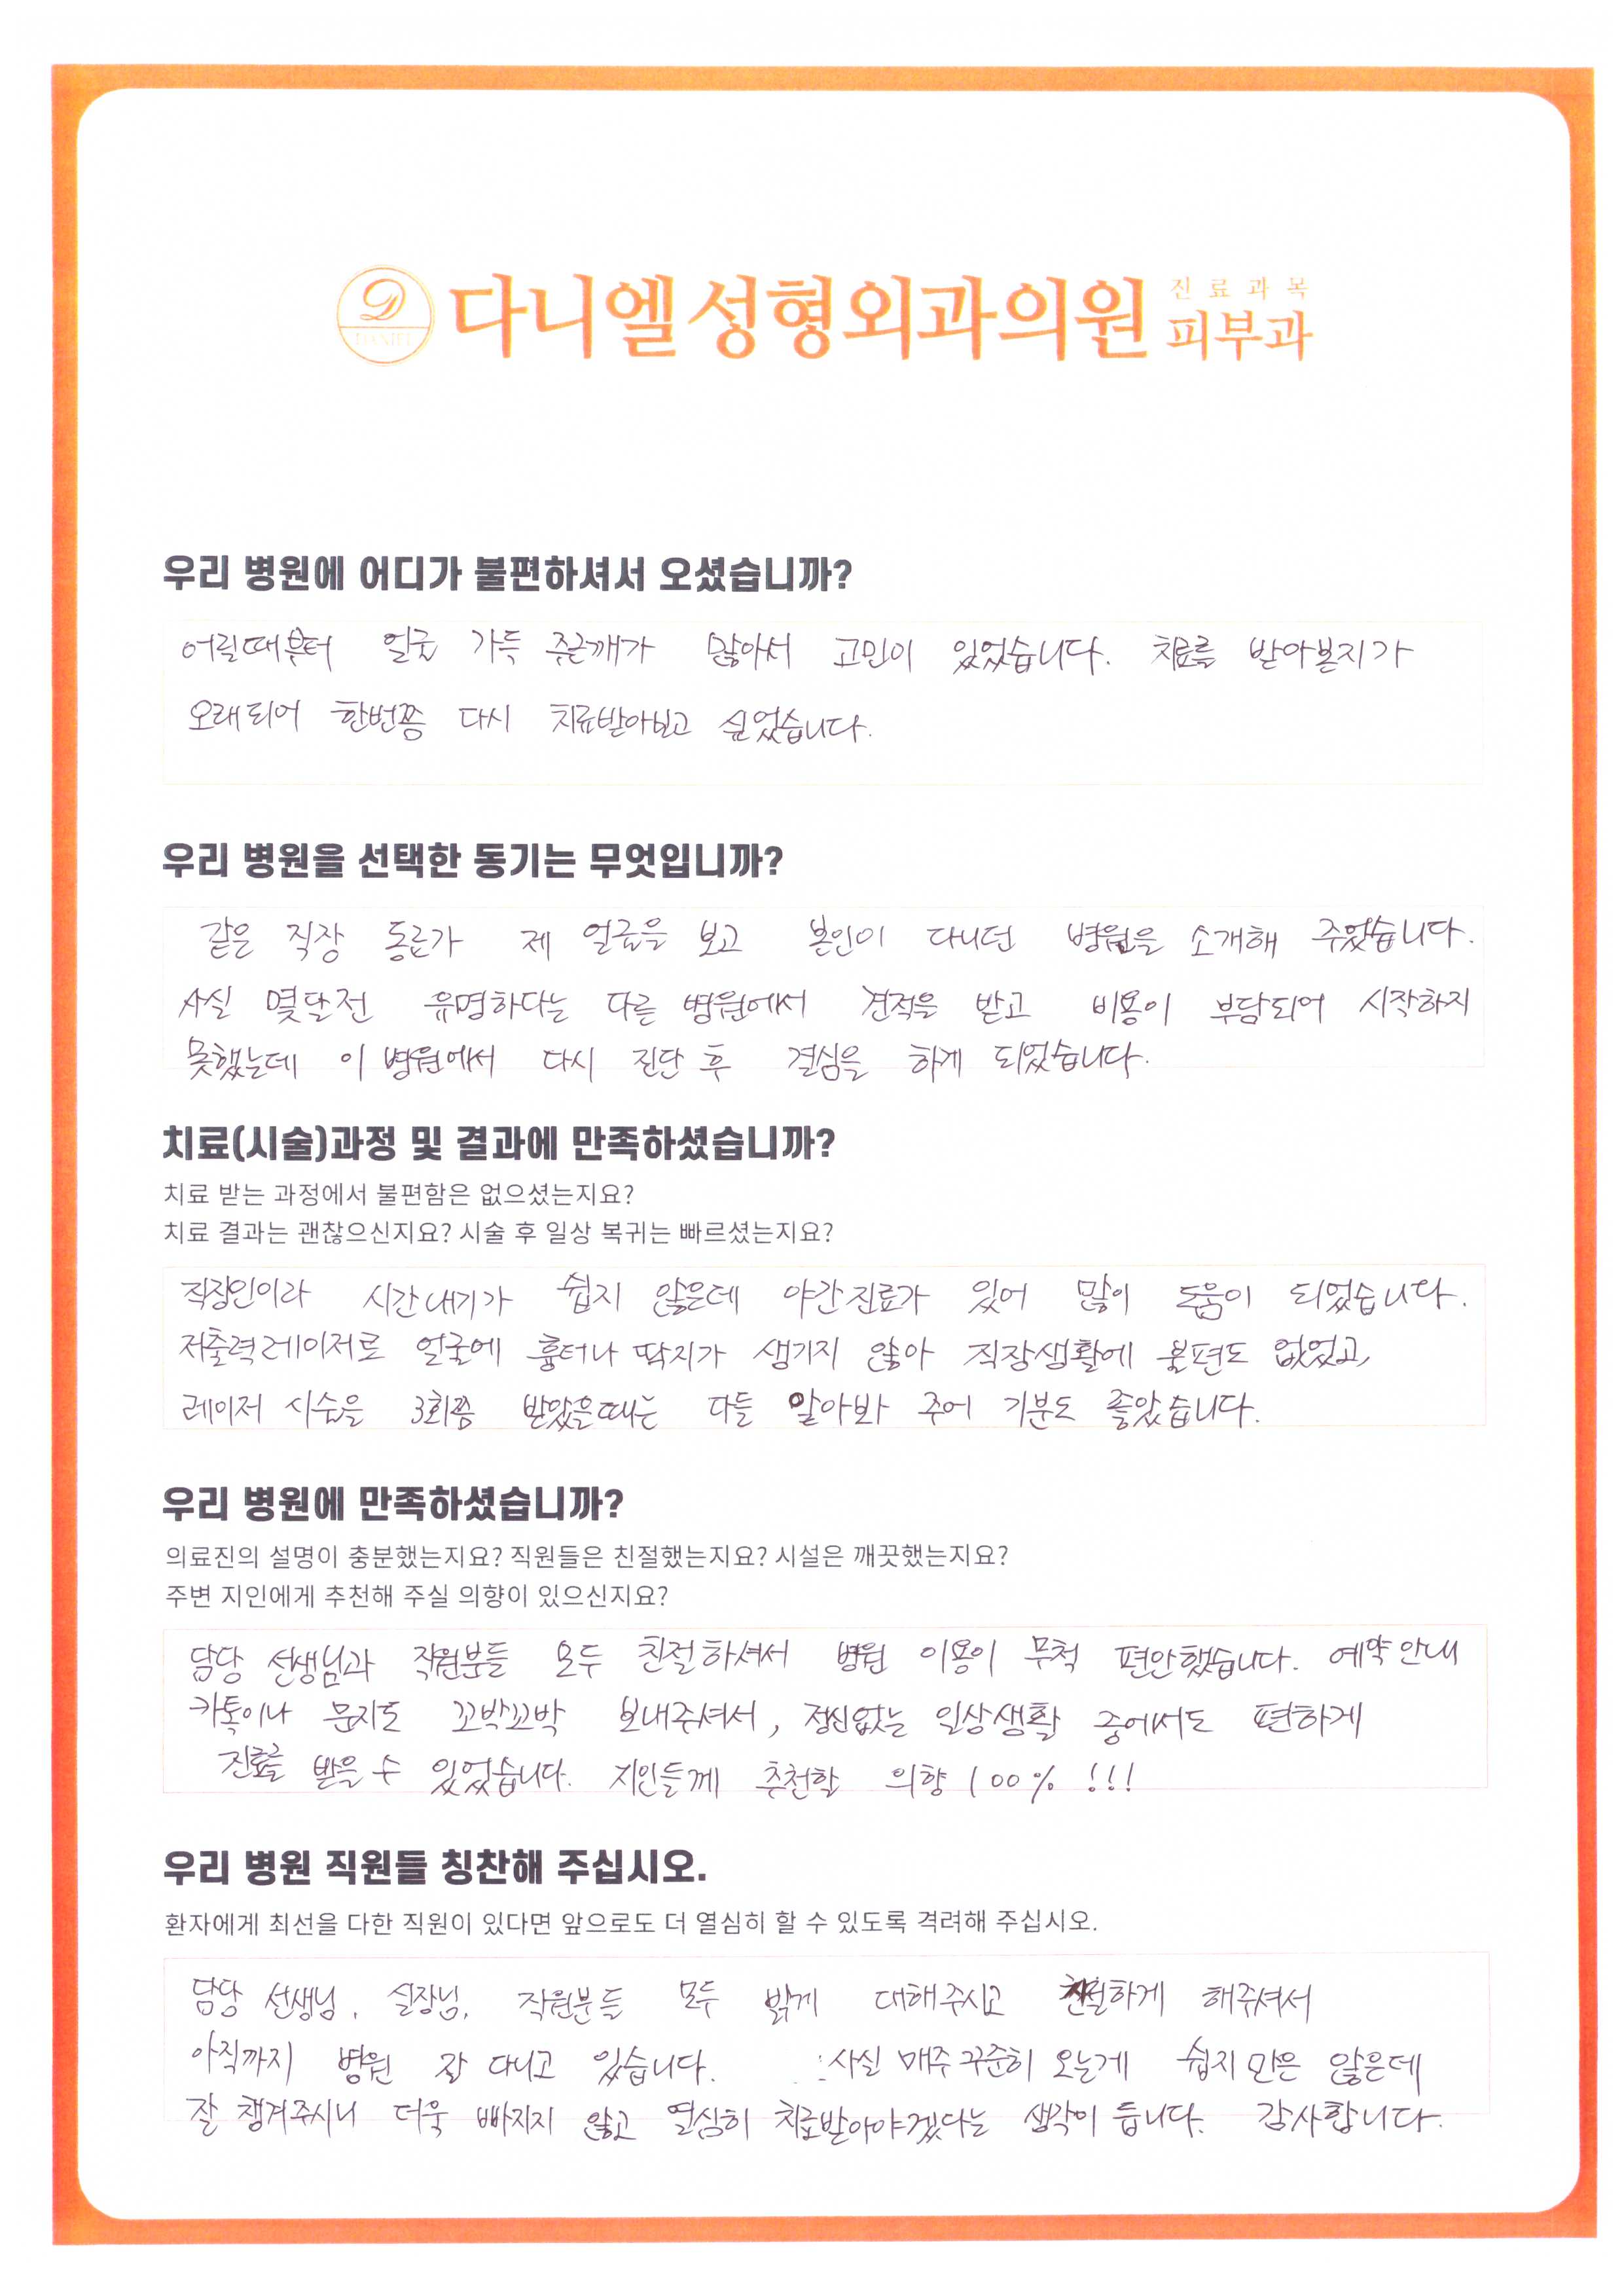 DANIEL
다니엘성형외과의원 진료과목 피부과
우리 병원에 어디가 불편하셔서 오셨습니까?
어릴때부터 얼굴 가득 주근깨가 많아서 고민이 있었습니다. 치료를 받아본지가
오래되어 한번쯤 다시 치료받아보고 싶었습니다.
우리 병원을 선택한 동기는 무엇입니까?
같은 직장 동료가 제 얼굴을 보고 본인이 다니던 병원을 소개해 주었습니다.
사실 몇달전 유명하다는 다른 병원에서 견적을 받고 비용이 부담되어 시작하지
못했는데 이 병원에서 다시 진단 후 결심을 하게 되었습니다.
치료(시술)과정 및 결과에 만족하셨습니까?
치료 받는 과정에서 불편함은 없으셨는지요?
치료 결과는 괜찮으신지요? 시술 후 일상 복귀는 빠르셨는지요?
직장인이라 시간내기가 쉽지 않은데 야간진료가 있어 많이 도움이 되었습니다.
저출력레이저로 얼굴에 흉터나 딱지가 생기지 않아 직장생활에 불편도 없었고,
레이저 시술을 3회쯤 받았을때는 다들 알아봐 주어 기분도 좋았습니다.
우리 병원에 만족하셨습니까?
의료진의 설명이 충분했는지요? 직원들은 친절했는지요? 시설은 깨끗했는지요?
주변 지인에게 추천해 주실 의향이 있으신지요?
담당 선생님과 직원분들 모두 친절하셔서 병원 이용이 무척 편안했습니다. 예약안내
카톡이나 문자도 꼬박꼬박 보내주셔서, 정신없는 일상생활 중에서도 편하게
진료를 받을 수 있었습니다. 지인들께 추천할 의향 100% !!!
우리 병원 직원들 칭찬해 주십시오.
환자에게 최선을 다한 직원이 있다면 앞으로도 더 열심히 할 수 있도록 격려해 주십시오.
담당 선생님, 실장님, 직원분들 모두 밝게 대해주시고 친절하게 해주셔서
아직까지 병원 잘 다니고 있습니다. 사실 매주 꾸준히 오는게 쉽지만은 않은데
잘 챙겨주시니 더욱 빠지지 않고 열심히 치료받아야겠다는 생각이 듭니다. 감사합니다.